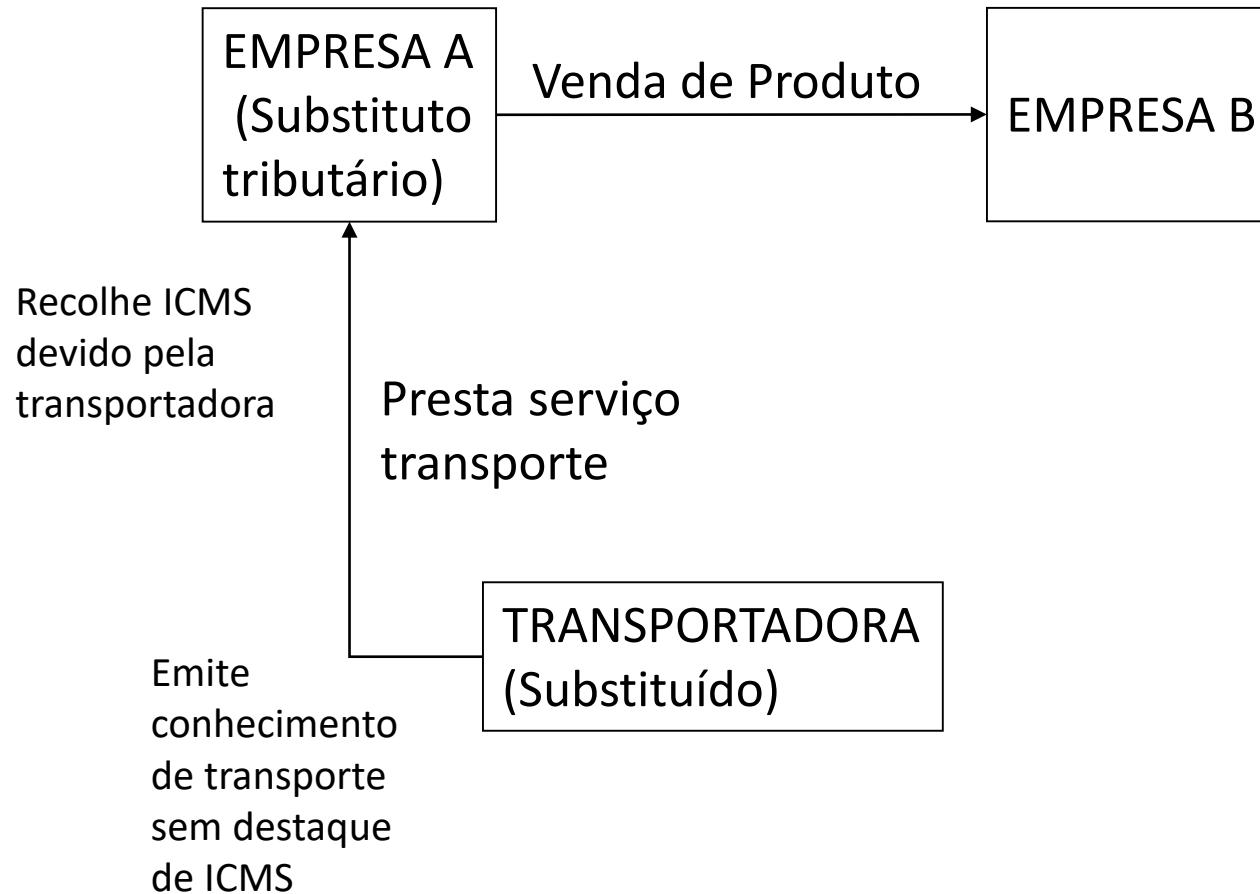 EMPRESA A
(Substituto
tributário)
Venda de Produto
EMPRESA B
Recolhe ICMS
devido pela
transportadora
Presta serviço
transporte
TRANSPORTADORA
(Substituído)
Emite
conhecimento
de transporte
sem destaque
de ICMS